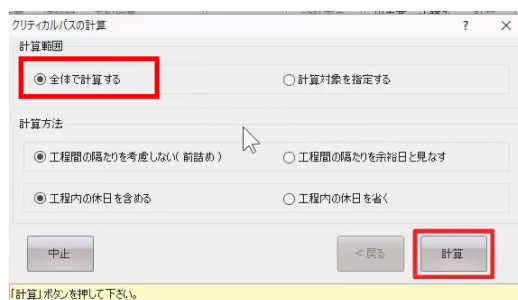 クリティカルパスの計算 ?
計算範囲
全体で計算する 計算対象を指定する
計算方法
工程間の隔たりを考慮しない(前詰め) 工程間の隔たりを余裕日と見なす
工程内の休日を含める 工程内の休日を省く
中止 <戻る 計算
「計算」ボタンを押して下さい。